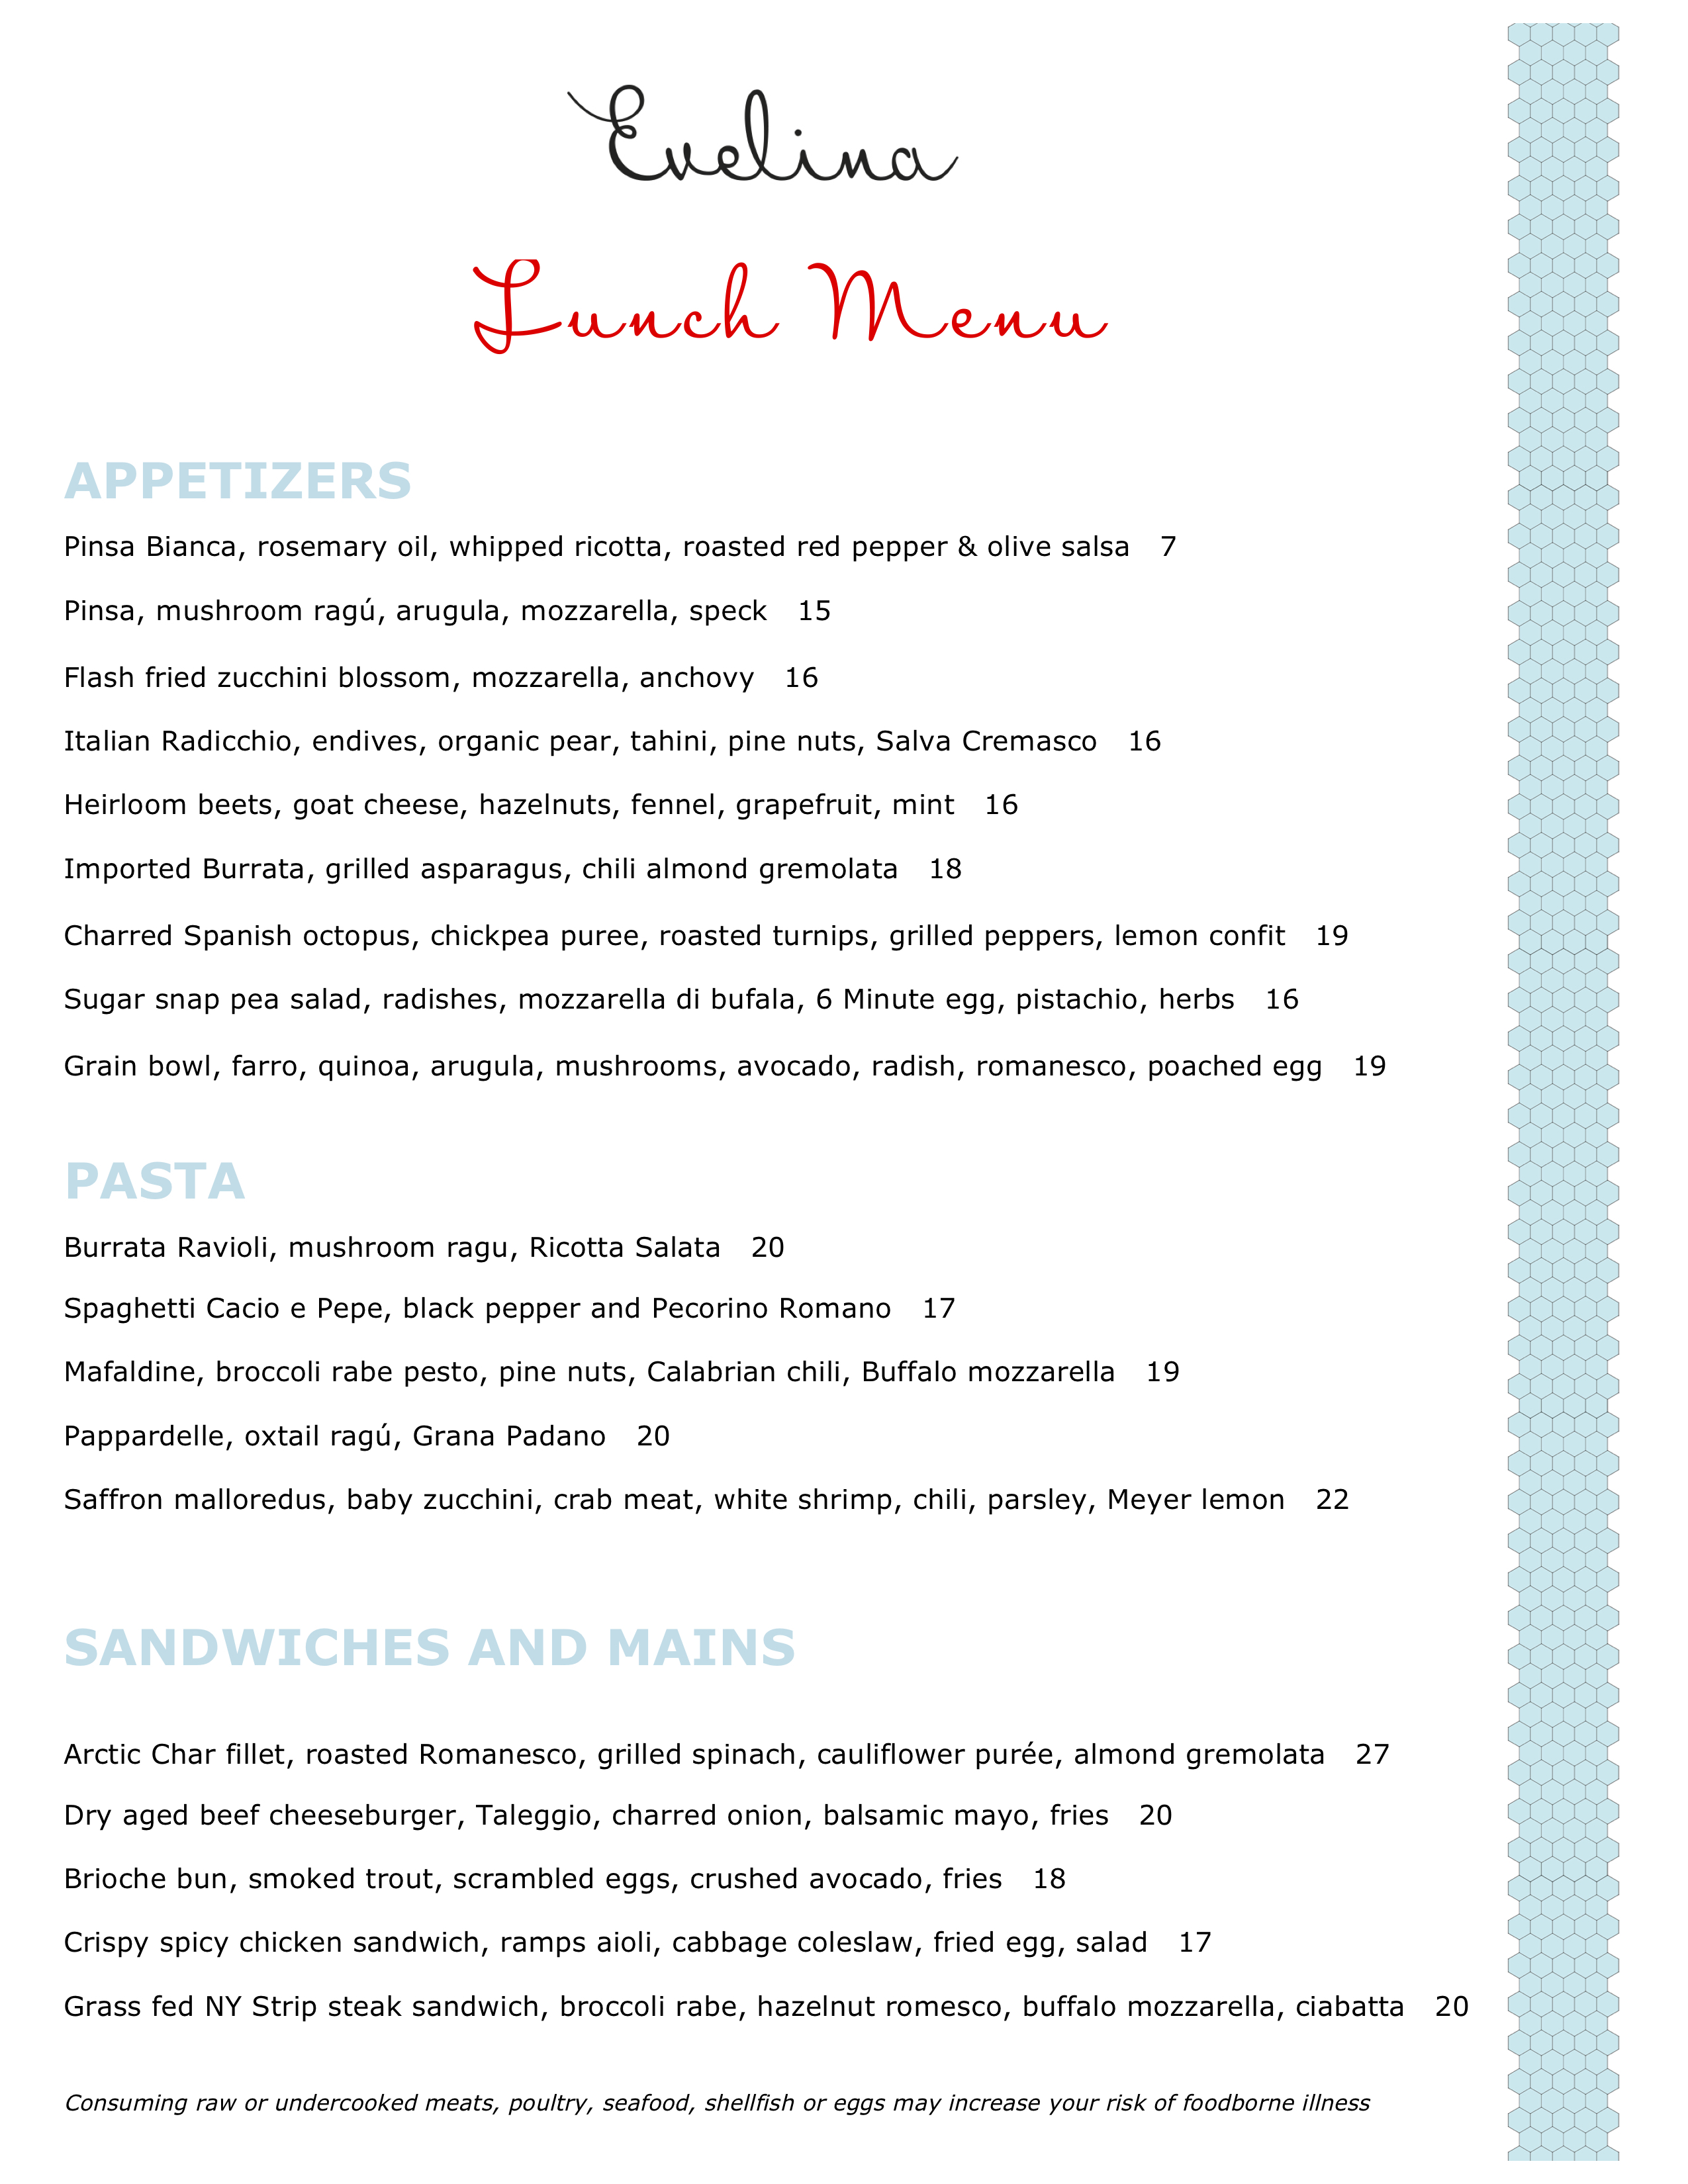 Evelina
Lunch Menu
APPETIZERS
Pinsa Bianca, rosemary oil, whipped ricotta, roasted red pepper & olive salsa 7
Pinsa, mushroom ragú, arugula, mozzarella, speck 15
Flash fried zucchini blossom, mozzarella, anchovy 16
Italian Radicchio, endives, organic pear, tahini, pine nuts, Salva Cremasco 16
Heirloom beets, goat cheese, hazelnuts, fennel, grapefruit, mint 16
Imported Burrata, grilled asparagus, chili almond gremolata 18
Charred Spanish octopus, chickpea puree, roasted turnips, grilled peppers, lemon confit 19
Sugar snap pea salad, radishes, mozzarella di bufala, 6 Minute egg, pistachio, herbs 16
Grain bowl, farro, quinoa, arugula, mushrooms, avocado, radish, romanesco, poached egg 19
PASTA
Burrata Ravioli, mushroom ragu, Ricotta Salata 20
Spaghetti Cacio e Pepe, black pepper and Pecorino Romano 17
Mafaldine, broccoli rabe pesto, pine nuts, Calabrian chili, Buffalo mozzarella 19
Pappardelle, oxtail ragú, Grana Padano 20
Saffron malloredus, baby zucchini, crab meat, white shrimp, chili, parsley, Meyer lemon 22
SANDWICHES AND MAINS
Arctic Char fillet, roasted Romanesco, grilled spinach, cauliflower purée, almond gremolata 27
Dry aged beef cheeseburger, Taleggio, charred onion, balsamic mayo, fries 20
Brioche bun, smoked trout, scrambled eggs, crushed avocado, fries 18
Crispy spicy chicken sandwich, ramps aioli, cabbage coleslaw, fried egg, salad 17
Grass fed NY Strip steak sandwich, broccoli rabe, hazelnut romesco, buffalo mozzarella, ciabatta 20
Consuming raw or undercooked meats, poultry, seafood, shellfish or eggs may increase your risk of foodborne illness